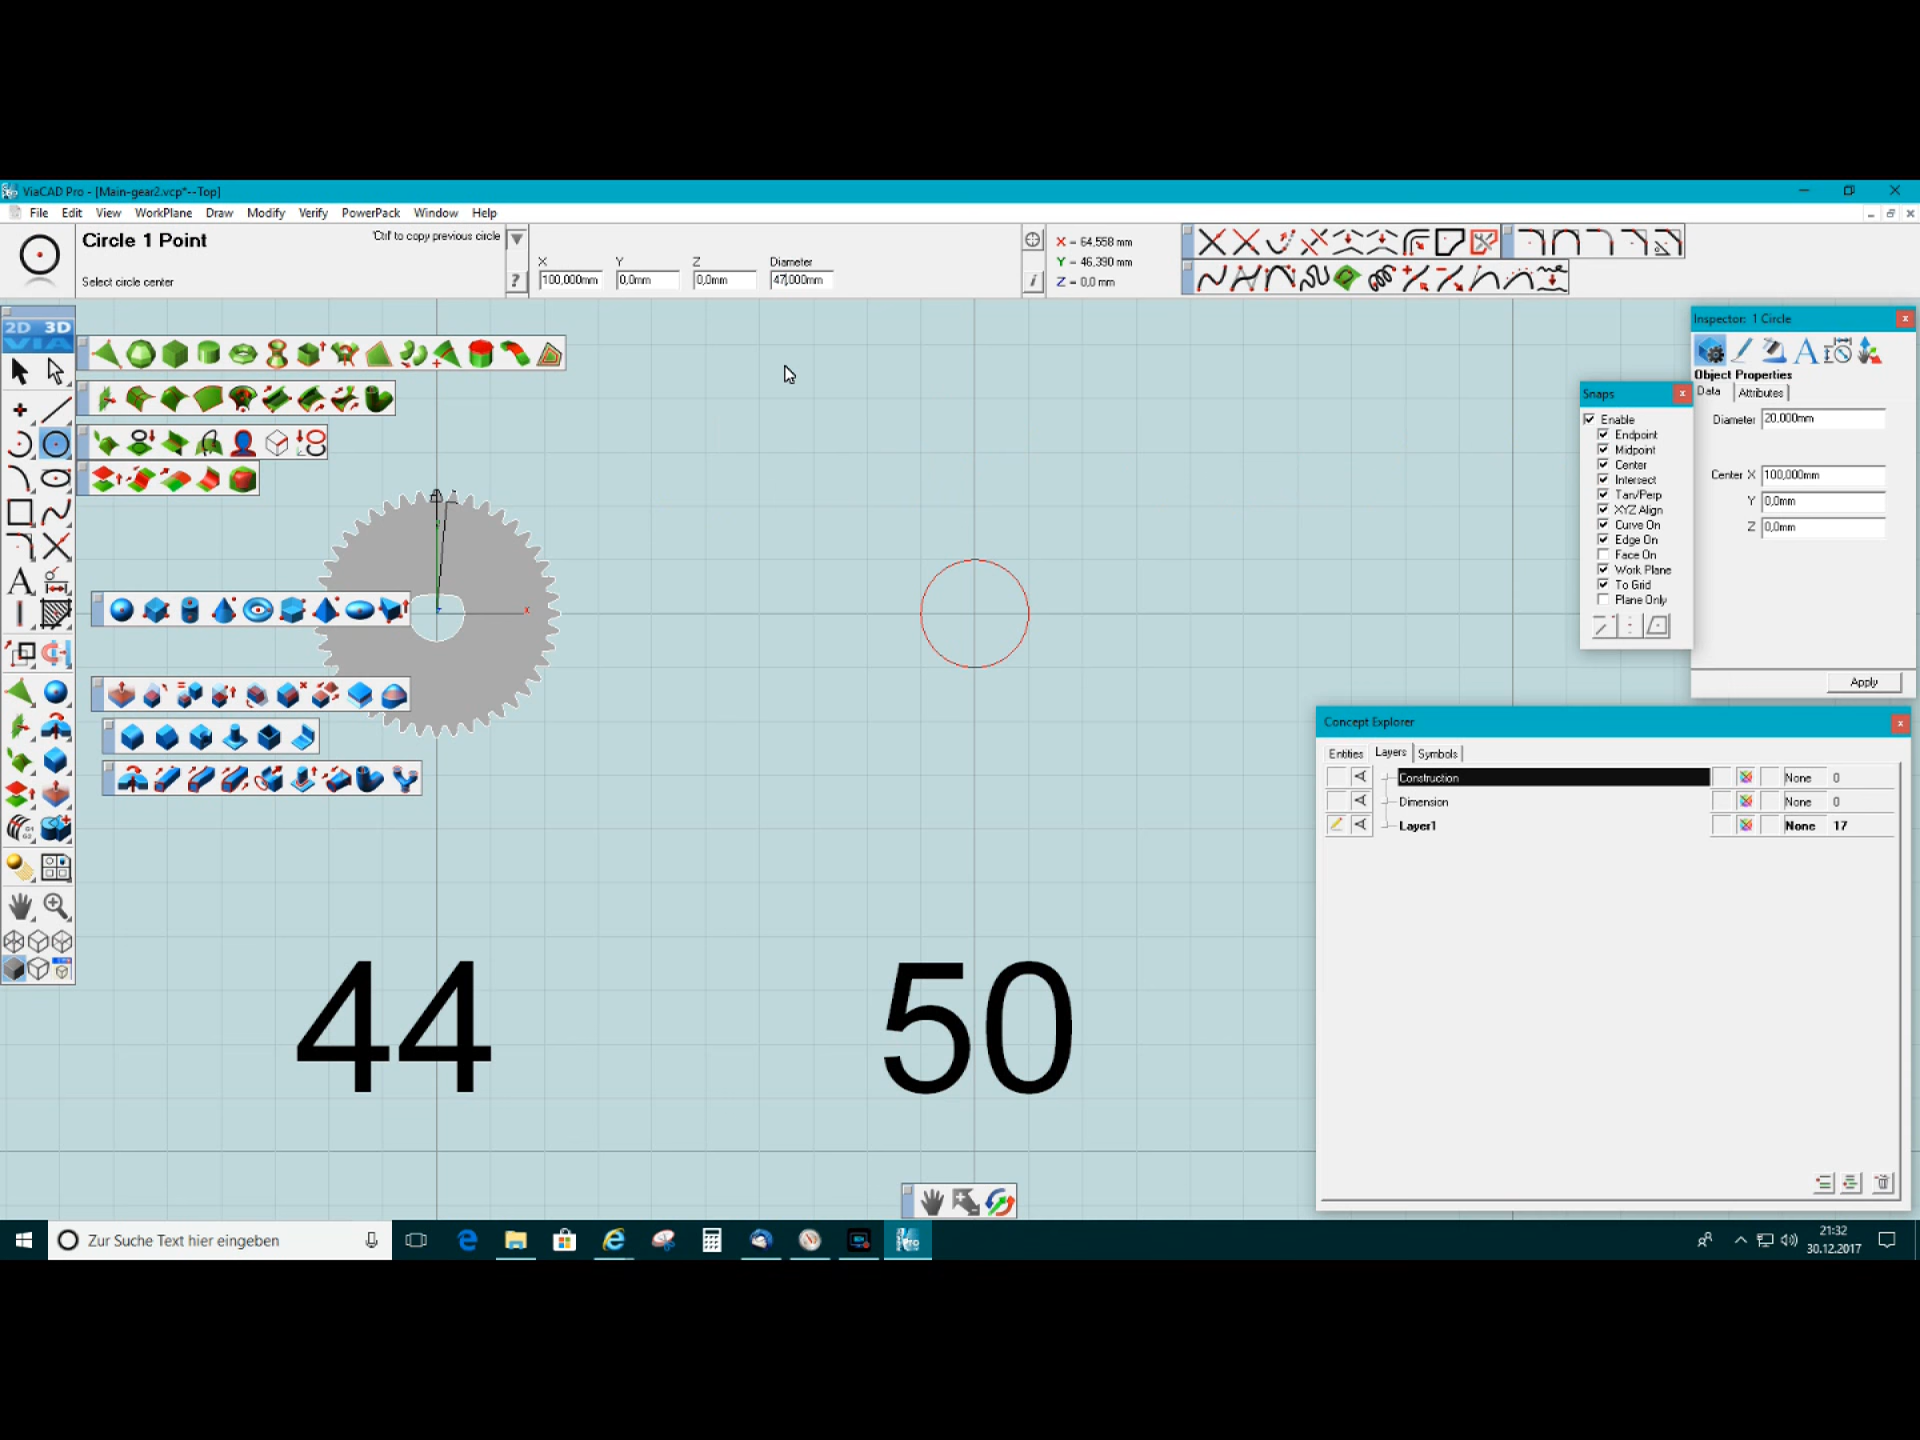 ViaCAD Pro - [Main-gear2.vcp*--Top]
File Edit View WorkPlane Draw Modify Verify PowerPack Window Help
Circle 1 Point
'Ctrl' to copy previous circle
Select circle center
X Y Z Diameter
100,000mm 0,0mm 0,0mm 47,000mm
X = 64,558 mm
Y = 46,390 mm
Z = 0,0 mm
2D 3D
VIA
Inspector: 1 Circle
Object Properties
Data Attributes
Diameter 20.000mm
Center X 100,000mm
Y 0,0mm
Z 0,0mm
Apply
Snaps
Enable
Endpoint
Midpoint
Center
Intersect
Tan/Perp
XYZ Align
Curve On
Edge On
Face On
Work Plane
To Grid
Plane Only
x
Concept Explorer
Entities Layers Symbols
Construction None 0
Dimension None 0
Layer1 None 17
44 50
Zur Suche Text hier eingeben
21:32
30.12.2017